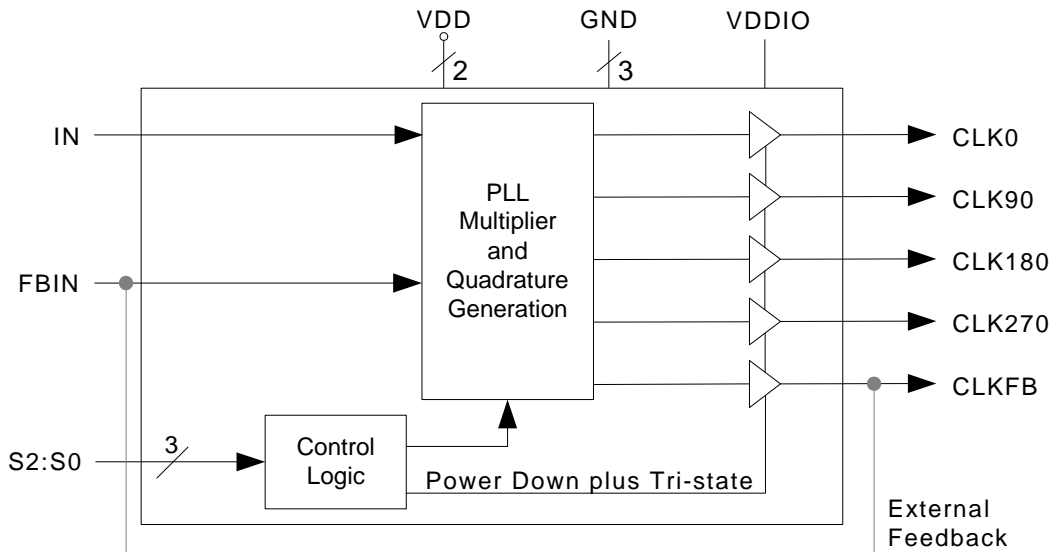 VDD
GND
VDDIO
2
3
IN
CLK0
PLL
Multiplier
and
Quadrature
Generation
CLK90
CLK180
FBIN
CLK270
CLKFB
S2:S0
3
Control
Logic
Power Down plus Tri-state
External
Feedback